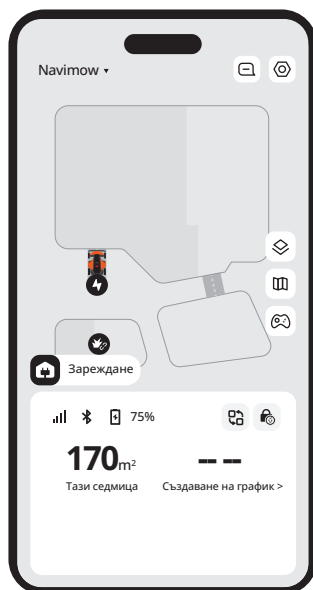 Navimow
Зареждане
75%
170m²
-- --
Тази седмица
Създаване на график >